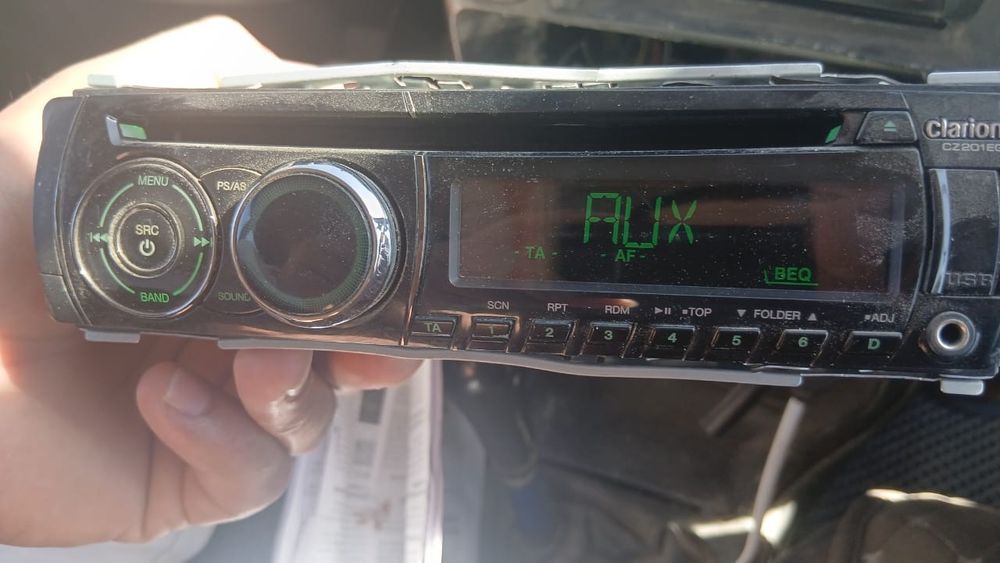 Clarion
CZ201EG
MENU
PS/AS
SRC
BAND
SOUND
AUX
- TA -
- AF -
BEQ
USB
SCN
RPT
RDM
TOP
FOLDER
ADJ
TA
1
2
3
4
5
6
D